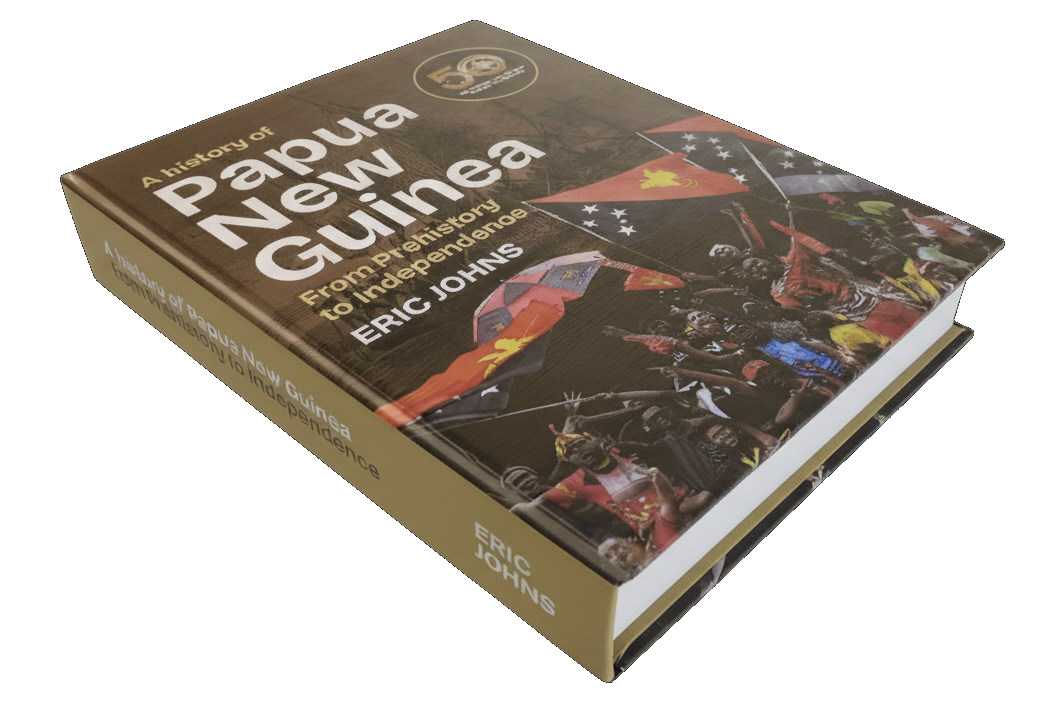 50
A history of
Papua
New
Guinea
From Prehistory
to Independence
ERIC JOHNS
A history of Papua New Guinea
from Prehistory to Independence
ERIC
JOHNS